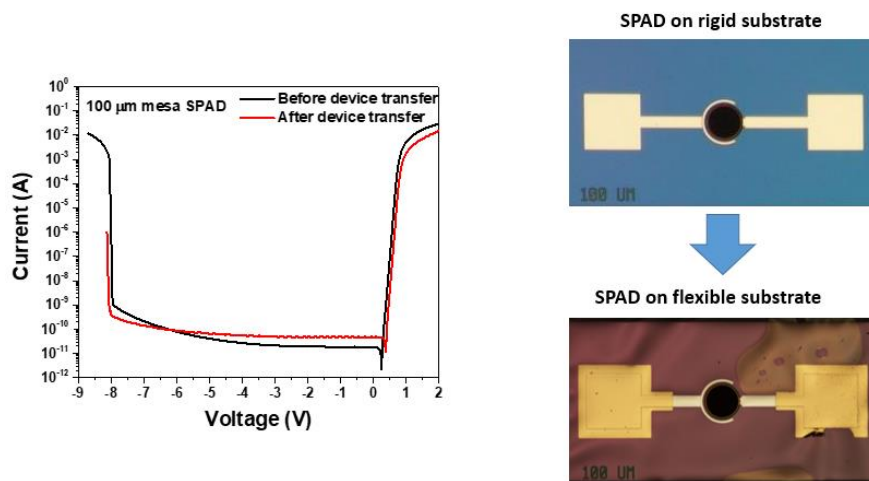 SPAD on rigid substrate
10⁰
10⁻¹
10⁻²
10⁻³
10⁻⁴
10⁻⁵
10⁻⁶
10⁻⁷
10⁻⁸
10⁻⁹
10⁻¹⁰
10⁻¹¹
10⁻¹²
Current (A)
100 μm mesa SPAD
Before device transfer
After device transfer
-9 -8 -7 -6 -5 -4 -3 -2 -1 0 1 2
Voltage (V)
100 UM
SPAD on flexible substrate
100 UM